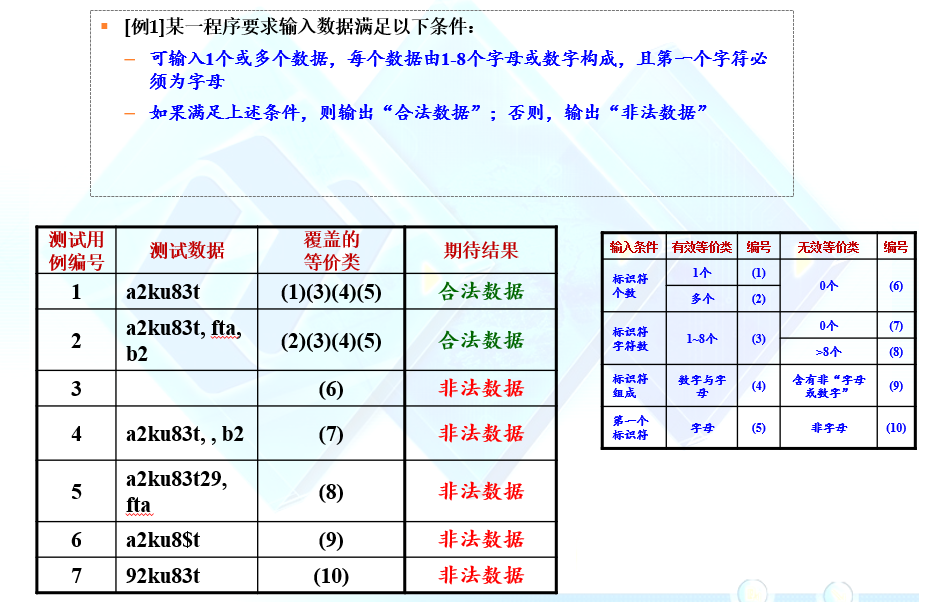 [例1]某一程序要求输入数据满足以下条件：
– 可输入1个或多个数据，每个数据由1-8个字母或数字构成，且第一个字符必
须为字母
– 如果满足上述条件，则输出“合法数据”；否则，输出“非法数据”
测试用
例编号
测试数据
覆盖的
等价类
期待结果
1
a2ku83t
(1)(3)(4)(5)
合法数据
2
a2ku83t, fta,
b2
(2)(3)(4)(5)
合法数据
3
(6)
非法数据
4
a2ku83t, , b2
(7)
非法数据
5
a2ku83t29,
fta
(8)
非法数据
6
a2ku8$t
(9)
非法数据
7
92ku83t
(10)
非法数据
输入条件
有效等价类
编号
无效等价类
编号
标识符
个数
1个
(1)
0个
(6)
多个
(2)
标识符
字符数
1~8个
(3)
0个
(7)
>8个
(8)
标识符
组成
数字与字
母
(4)
含有非“字母
或数字”
(9)
第一个
标识符
字母
(5)
非字母
(10)